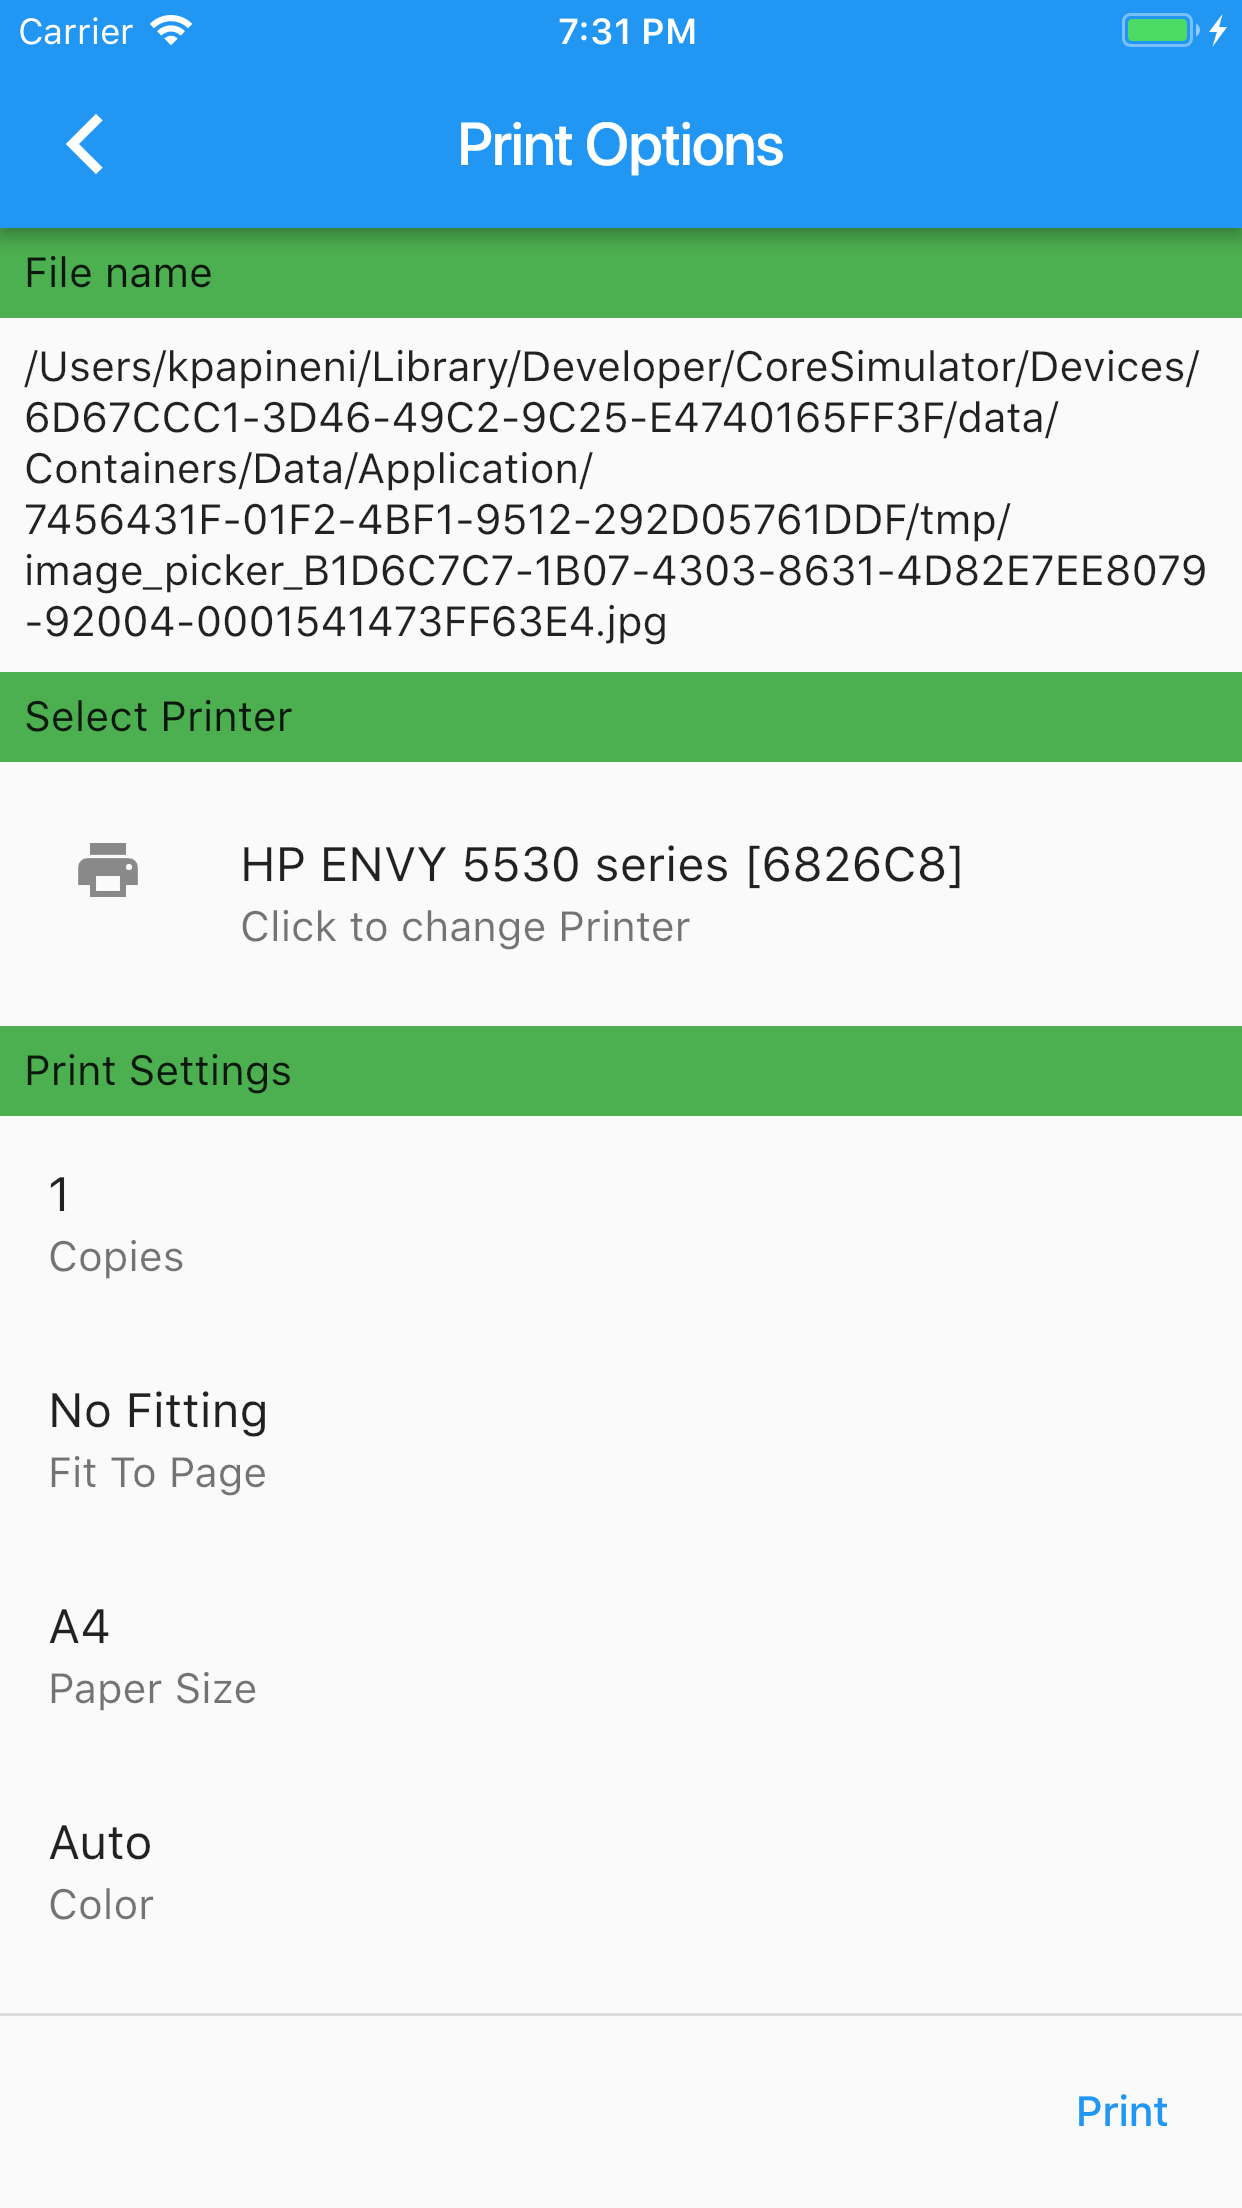 Carrier
7:31 PM
Print Options
File name
/Users/kpapineni/Library/Developer/CoreSimulator/Devices/
6D67CCC1-3D46-49C2-9C25-E4740165FF3F/data/
Containers/Data/Application/
7456431F-01F2-4BF1-9512-292D05761DDF/tmp/
image_picker_B1D6C7C7-1B07-4303-8631-4D82E7EE8079
-92004-0001541473FF63E4.jpg
Select Printer
HP ENVY 5530 series [6826C8]
Click to change Printer
Print Settings
1
Copies
No Fitting
Fit To Page
A4
Paper Size
Auto
Color
Print